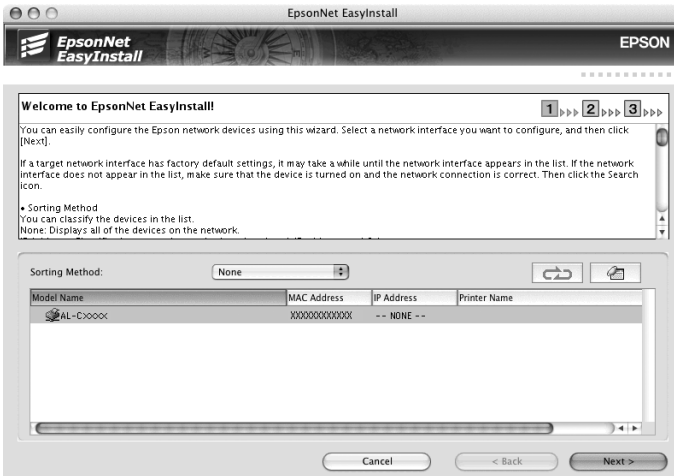 EpsonNet EasyInstall
EpsonNet
EasyInstall
EPSON
Welcome to EpsonNet EasyInstall!
1 2 3
You can easily configure the Epson network devices using this wizard. Select a network interface you want to configure, and then click
[Next].
If a target network interface has factory default settings, it may take a while until the network interface appears in the list. If the network
interface does not appear in the list, make sure that the device is turned on and the network connection is correct. Then click the Search
icon.
• Sorting Method
You can classify the devices in the list.
None: Displays all of the devices on the network.
Sorting Method: None
Model Name MAC Address IP Address Printer Name
AL-Cxxxx XXXXXXXXXXXX -- NONE --
Cancel < Back Next >